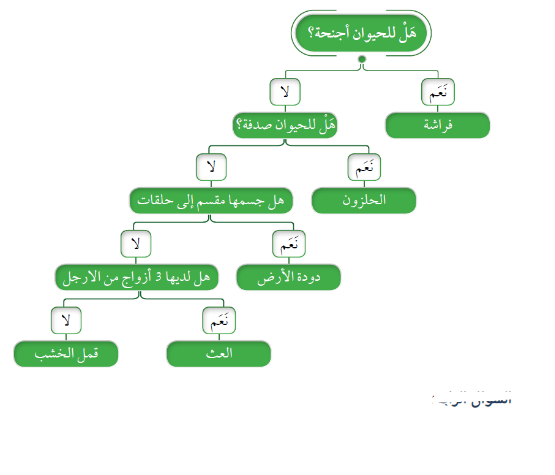 هَلْ للحيوان أجنحة؟
نَعَم
لا
فراشة
هَلْ للحيوان صدفة؟
نَعَم
لا
الحلزون
هل جسمها مقسم إلى حلقات
نَعَم
لا
دودة الأرض
هل لديها 3 أزواج من الارجل
نَعَم
لا
العث
قمل الخشب